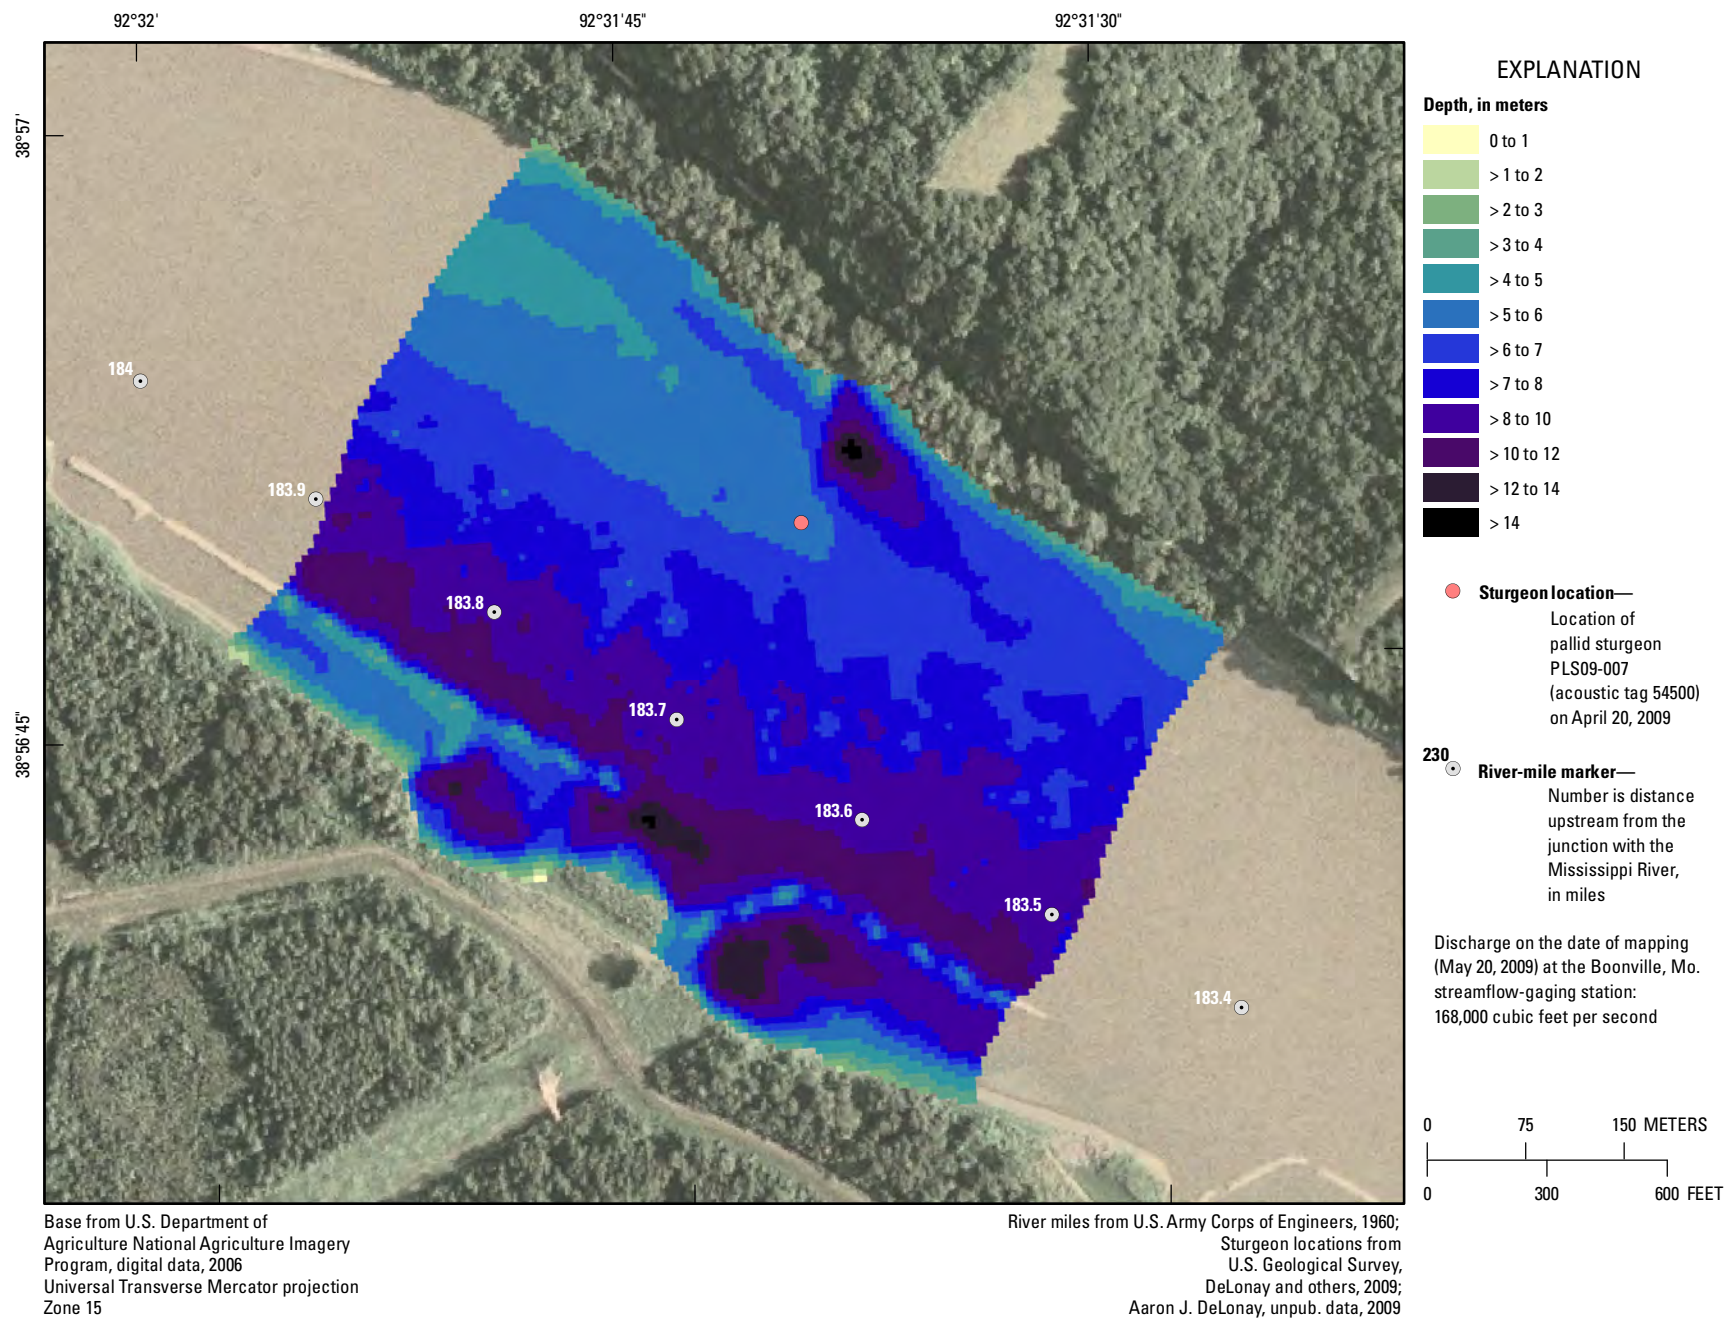 92°32'
92°31'45"
92°31'30"
38°57'
38°56'45"
184
183.9
183.8
183.7
183.6
183.5
183.4
EXPLANATION
Depth, in meters
0 to 1
> 1 to 2
> 2 to 3
> 3 to 4
> 4 to 5
> 5 to 6
> 6 to 7
> 7 to 8
> 8 to 10
> 10 to 12
> 12 to 14
> 14
Sturgeon location—
Location of
pallid sturgeon
PLS09-007
(acoustic tag 54500)
on April 20, 2009
230
River-mile marker—
Number is distance
upstream from the
junction with the
Mississippi River,
in miles
Discharge on the date of mapping
(May 20, 2009) at the Boonville, Mo.
streamflow-gaging station:
168,000 cubic feet per second
0 75 150 METERS
0 300 600 FEET
Base from U.S. Department of
Agriculture National Agriculture Imagery
Program, digital data, 2006
Universal Transverse Mercator projection
Zone 15
River miles from U.S. Army Corps of Engineers, 1960;
Sturgeon locations from
U.S. Geological Survey,
DeLonay and others, 2009;
Aaron J. DeLonay, unpub. data, 2009